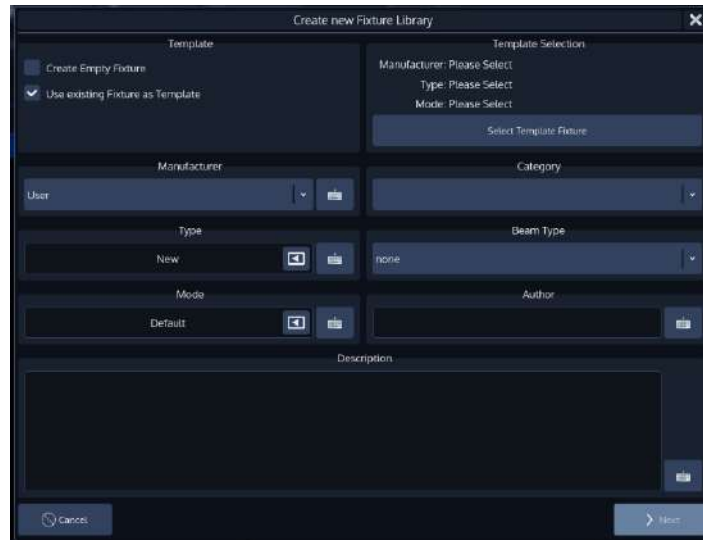 Create new Fixture Library
Template
Create Empty Fixture
Use existing Fixture as Template
Template Selection
Manufacturer: Please Select
Type: Please Select
Mode: Please Select
Select Template Fixture
Manufacturer
User
Category
Type
New
Beam Type
none
Mode
Default
Author
Description
Cancel
Next